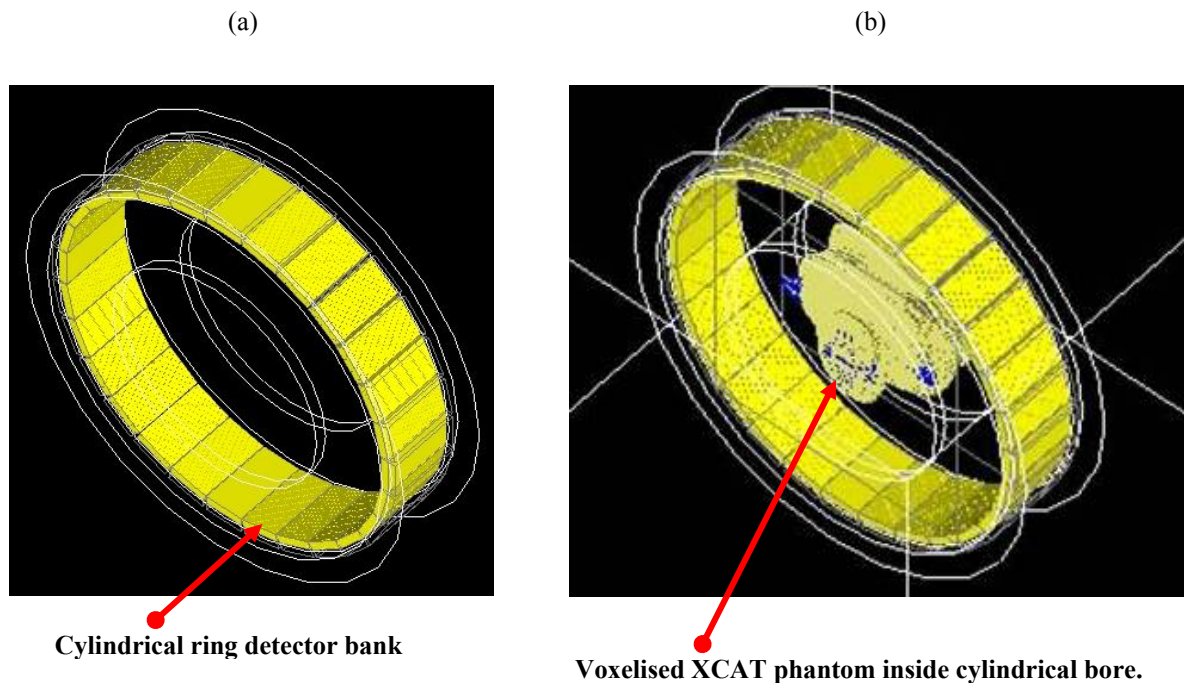 (a)
(b)
Cylindrical ring detector bank
Voxelised XCAT phantom inside cylindrical bore.